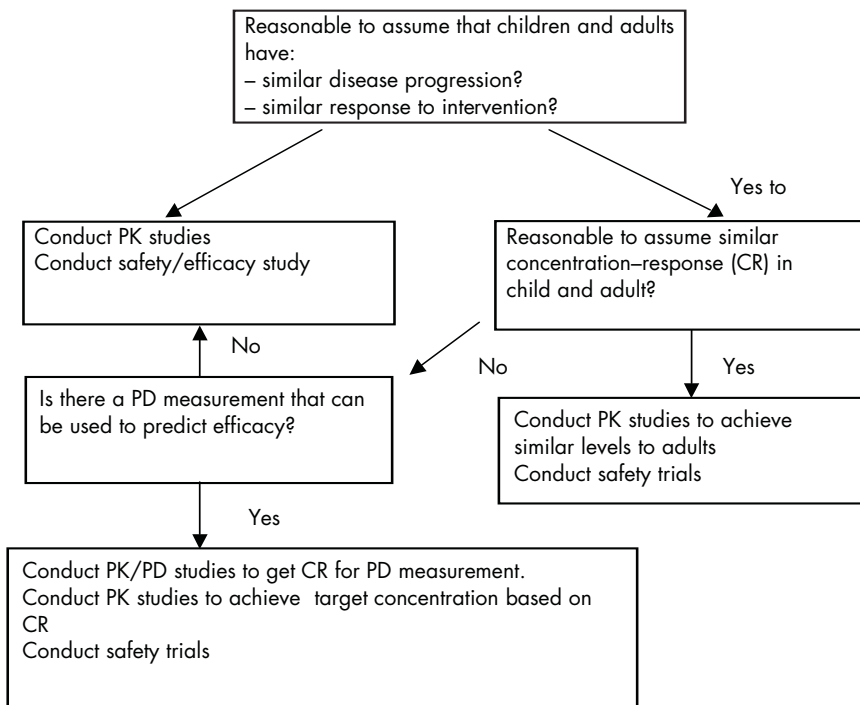 Reasonable to assume that children and adults
have:
– similar disease progression?
– similar response to intervention?
Yes to
Conduct PK studies
Conduct safety/efficacy study
Reasonable to assume similar
concentration–response (CR) in
child and adult?
No
No
Yes
Is there a PD measurement that can
be used to predict efficacy?
Conduct PK studies to achieve
similar levels to adults
Conduct safety trials
Yes
Conduct PK/PD studies to get CR for PD measurement.
Conduct PK studies to achieve target concentration based on
CR
Conduct safety trials